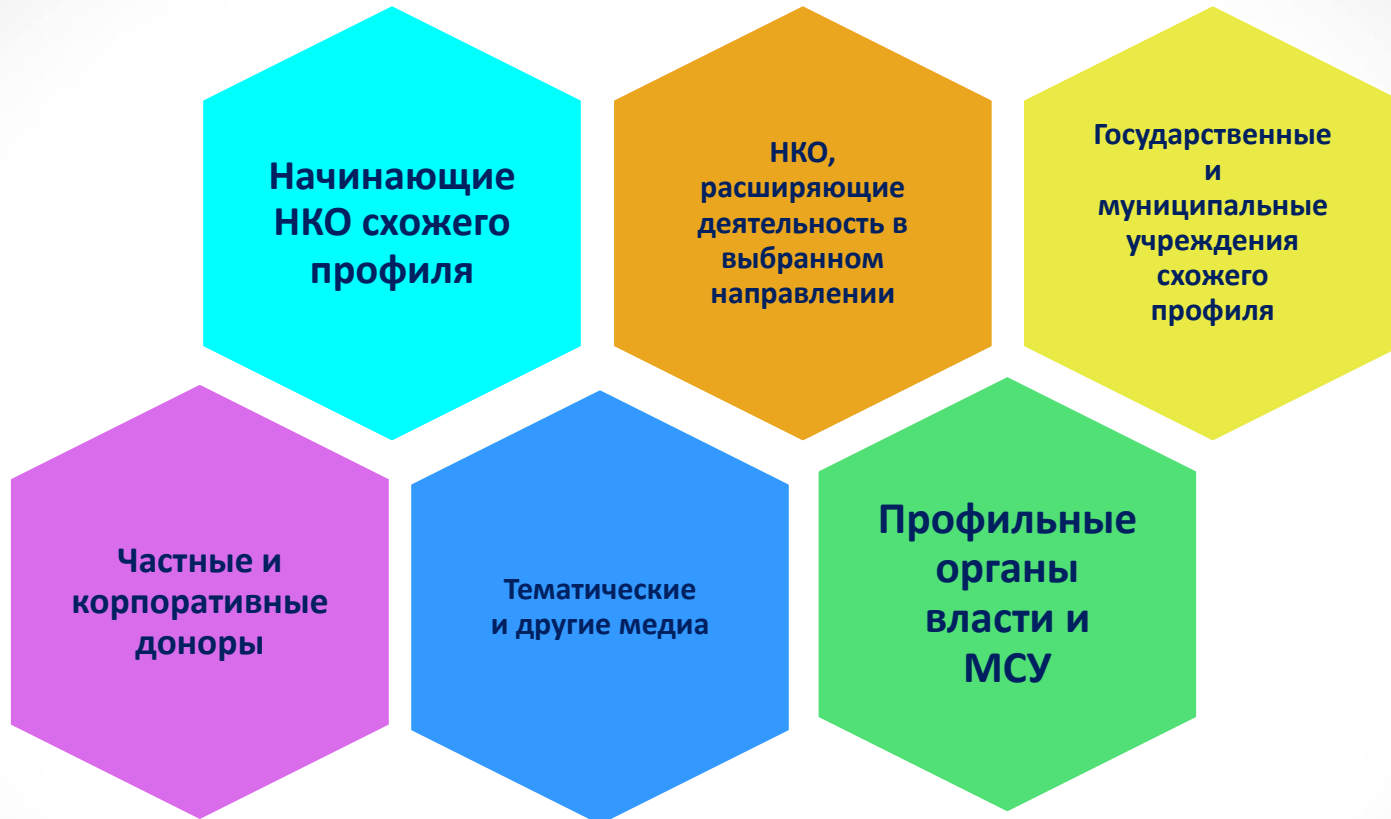 Начинающие
НКО схожего
профиля
НКО,
расширяющие
деятельность в
выбранном
направлении
Государственные
и
муниципальные
учреждения
схожего
профиля
Частные и
корпоративные
доноры
Тематические
и другие медиа
Профильные
органы
власти и
МСУ